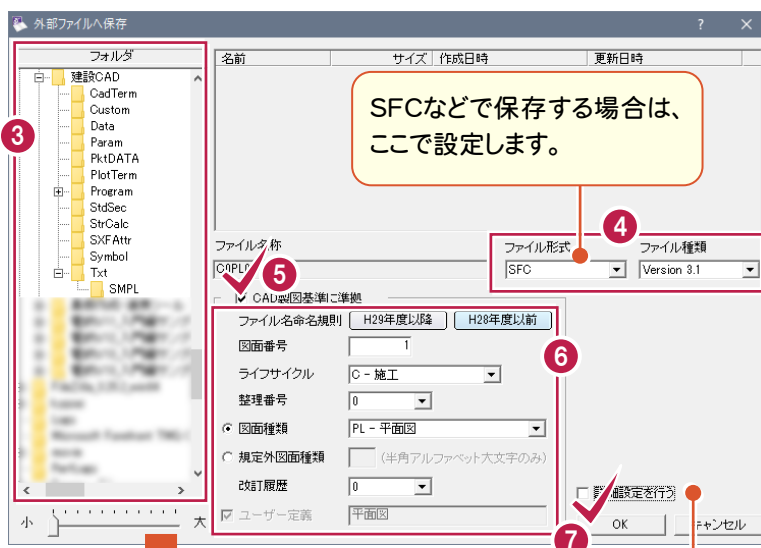 外部ファイルへ保存
?
×
フォルダ
建設CAD
CadTerm
Custom
Data
Param
PktDATA
PlotTerm
Program
StdSec
StrCalc
SXFAttr
Symbol
Txt
SMPL
小
大
3
名前
サイズ
作成日時
更新日時
SFCなどで保存する場合は、
ここで設定します。
4
ファイル名称
ファイル形式
ファイル種類
SFC
Version 3.1
5
CAD製図基準に準拠
6
ファイル名命名規則
H29年度以降
H28年度以前
図面番号
1
ライフサイクル
C - 施工
整理番号
0
図面種類
PL - 平面図
規定外図面種類
(半角アルファベット大文字のみ)
改訂履歴
0
ユーザー定義
平面図
詳細設定を行う
7
OK
キャンセル